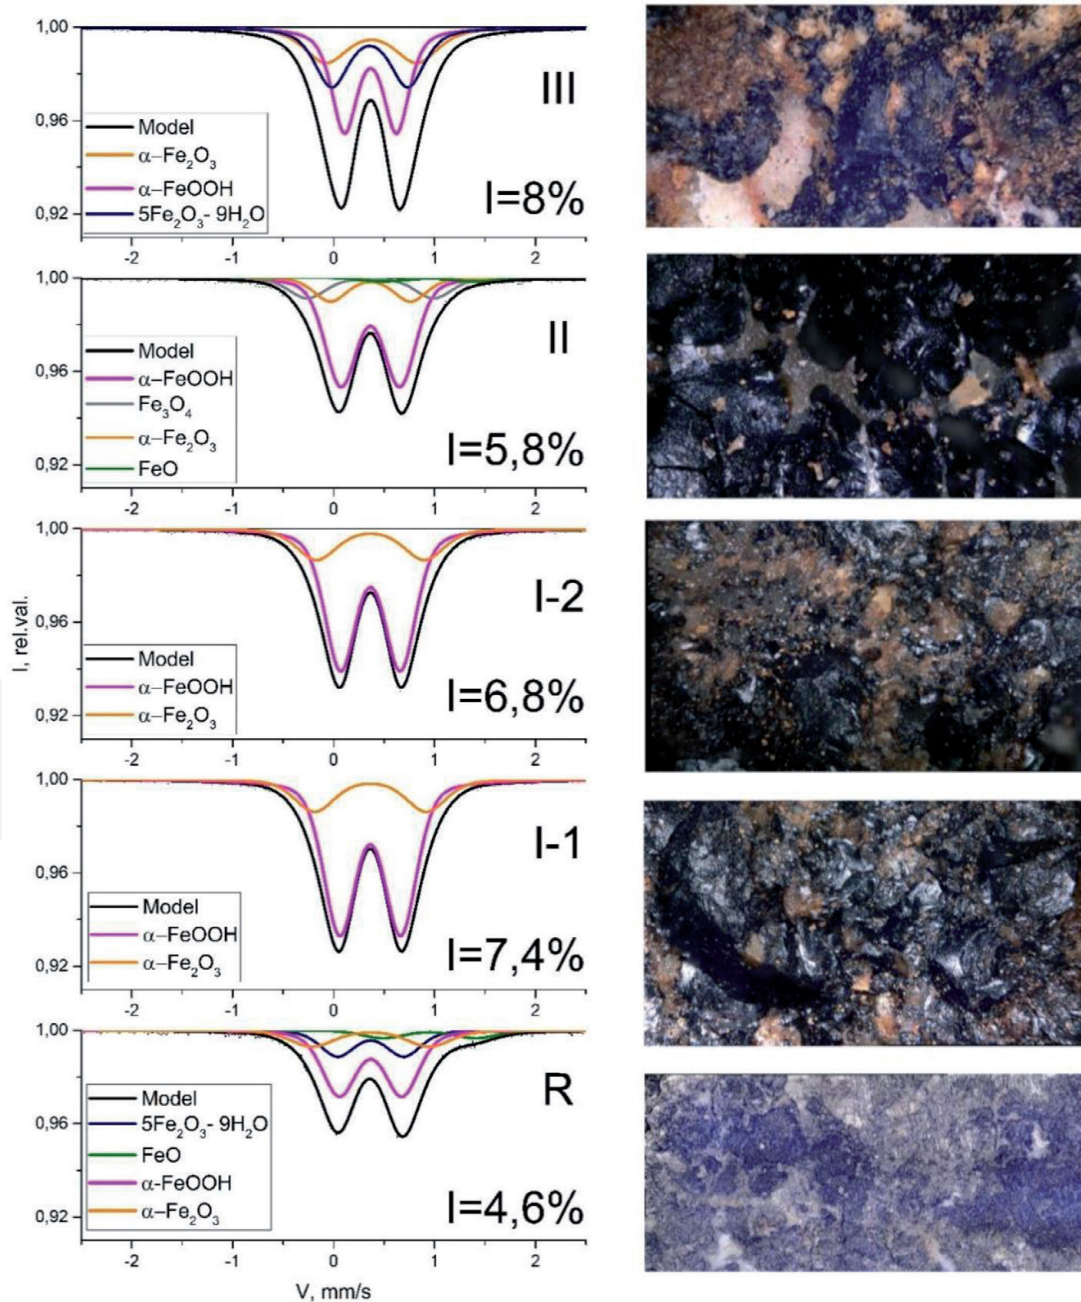 1,00
0,96
0,92
III
Model
α–Fe₂O₃
α–FeOOH
5Fe₂O₃- 9H₂O
I=8%
-2 -1 0 1 2
1,00
0,96
0,92
II
Model
α–FeOOH
Fe₃O₄
α–Fe₂O₃
FeO
I=5,8%
-2 -1 0 1 2
1,00
0,96
0,92
I-2
Model
α–FeOOH
α–Fe₂O₃
I=6,8%
-2 -1 0 1 2
I, rel.val.
1,00
0,96
0,92
I-1
Model
α–FeOOH
α–Fe₂O₃
I=7,4%
-2 -1 0 1 2
1,00
0,96
0,92
R
Model
5Fe₂O₃- 9H₂O
FeO
α-FeOOH
α–Fe₂O₃
I=4,6%
-2 -1 0 1 2
V, mm/s